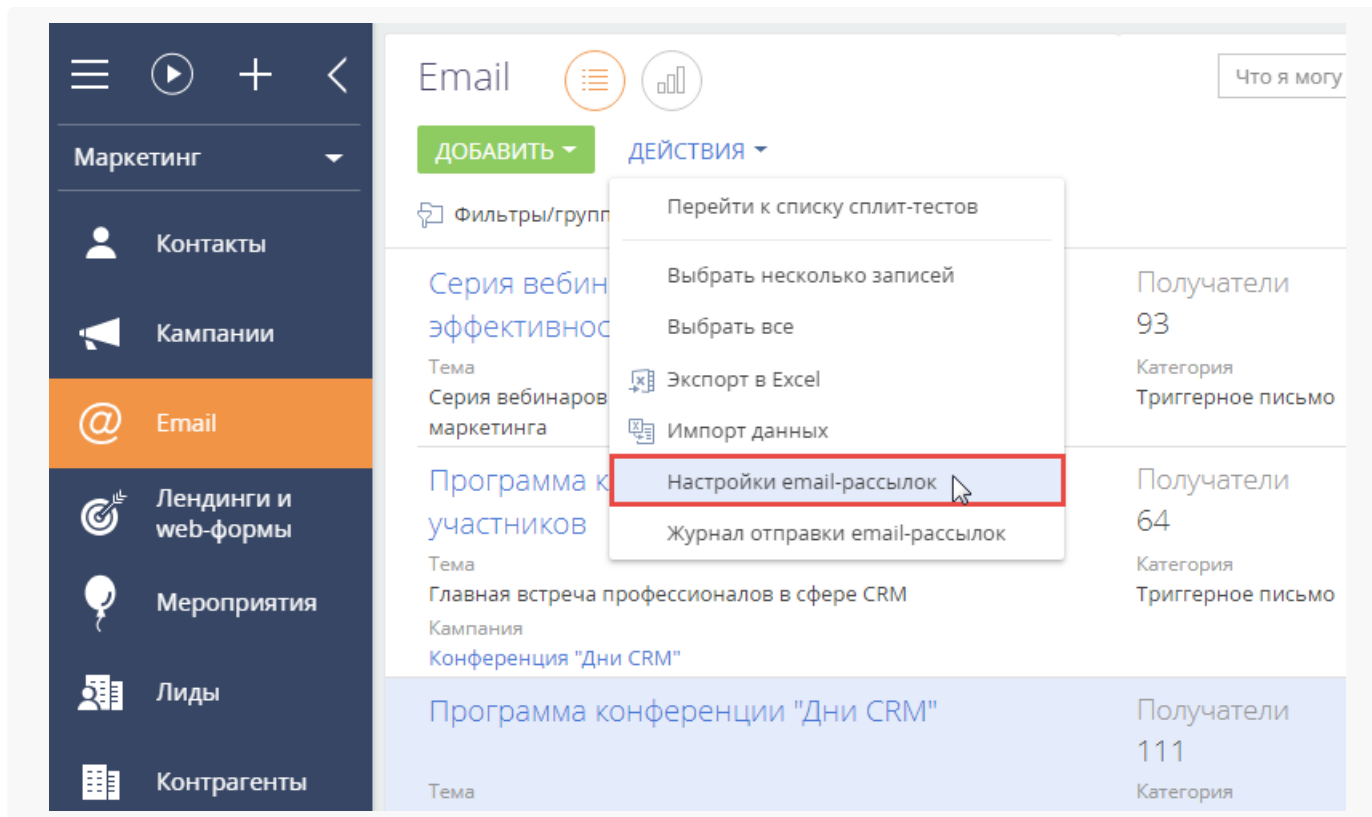 Маркетинг
Контакты
Кампании
Email
Лендинги и
web-формы
Мероприятия
Лиды
Контрагенты
Email
Что я могу
ДОБАВИТЬ
ДЕЙСТВИЯ
Фильтры/групп
Перейти к списку сплит-тестов
Выбрать несколько записей
Выбрать все
Экспорт в Excel
Импорт данных
Настройки email-рассылок
Журнал отправки email-рассылок
Серия вебин
эффективнос
Тема
Серия вебинаров
маркетинга
Получатели
93
Категория
Триггерное письмо
Программа к
участников
Тема
Главная встреча профессионалов в сфере CRM
Кампания
Конференция "Дни CRM"
Получатели
64
Категория
Триггерное письмо
Программа конференции "Дни CRM"
Тема
Получатели
111
Категория